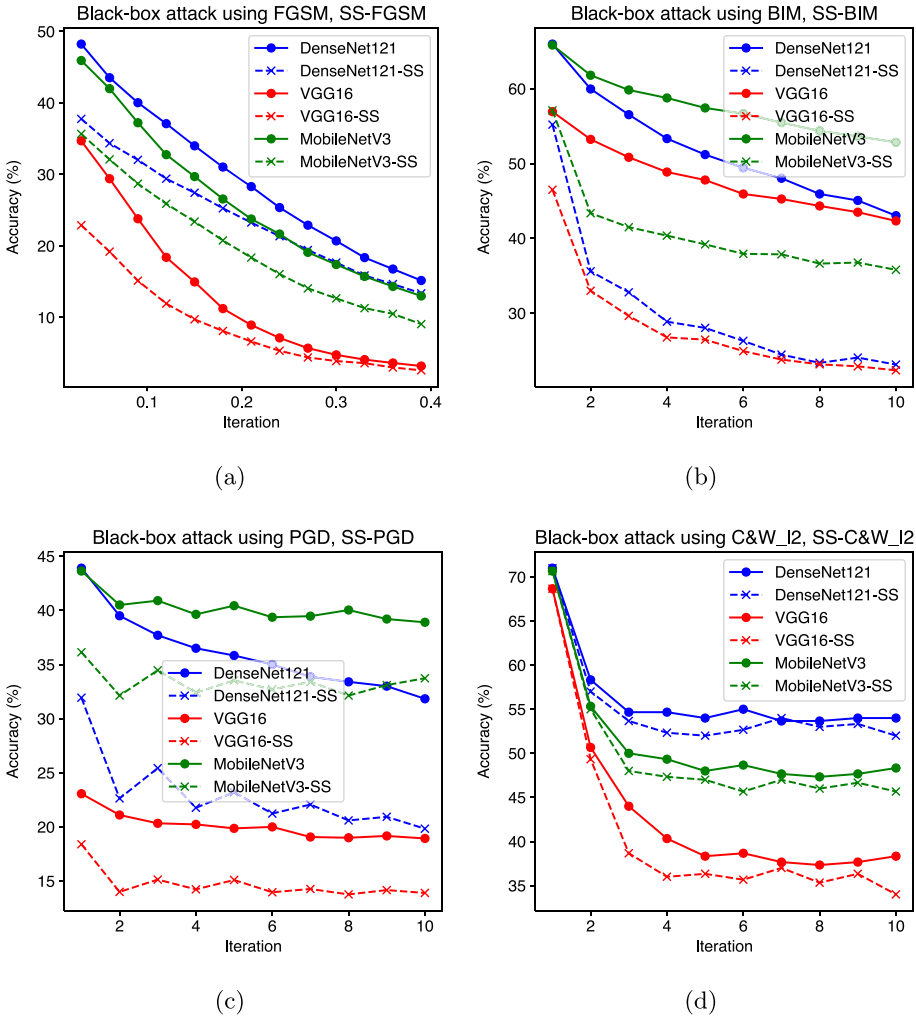 Black-box attack using FGSM, SS-FGSM
50
40
30
20
10
Accuracy (%)
DenseNet121
DenseNet121-SS
VGG16
VGG16-SS
MobileNetV3
MobileNetV3-SS
0.1
0.2
0.3
0.4
Iteration
(a)
Black-box attack using BIM, SS-BIM
60
50
40
30
Accuracy (%)
DenseNet121
DenseNet121-SS
VGG16
VGG16-SS
MobileNetV3
MobileNetV3-SS
2
4
6
8
10
Iteration
(b)
Black-box attack using PGD, SS-PGD
45
40
35
30
25
20
15
Accuracy (%)
DenseNet121
DenseNet121-SS
VGG16
VGG16-SS
MobileNetV3
MobileNetV3-SS
2
4
6
8
10
Iteration
(c)
Black-box attack using C&W_l2, SS-C&W_l2
70
65
60
55
50
45
40
35
Accuracy (%)
DenseNet121
DenseNet121-SS
VGG16
VGG16-SS
MobileNetV3
MobileNetV3-SS
2
4
6
8
10
Iteration
(d)